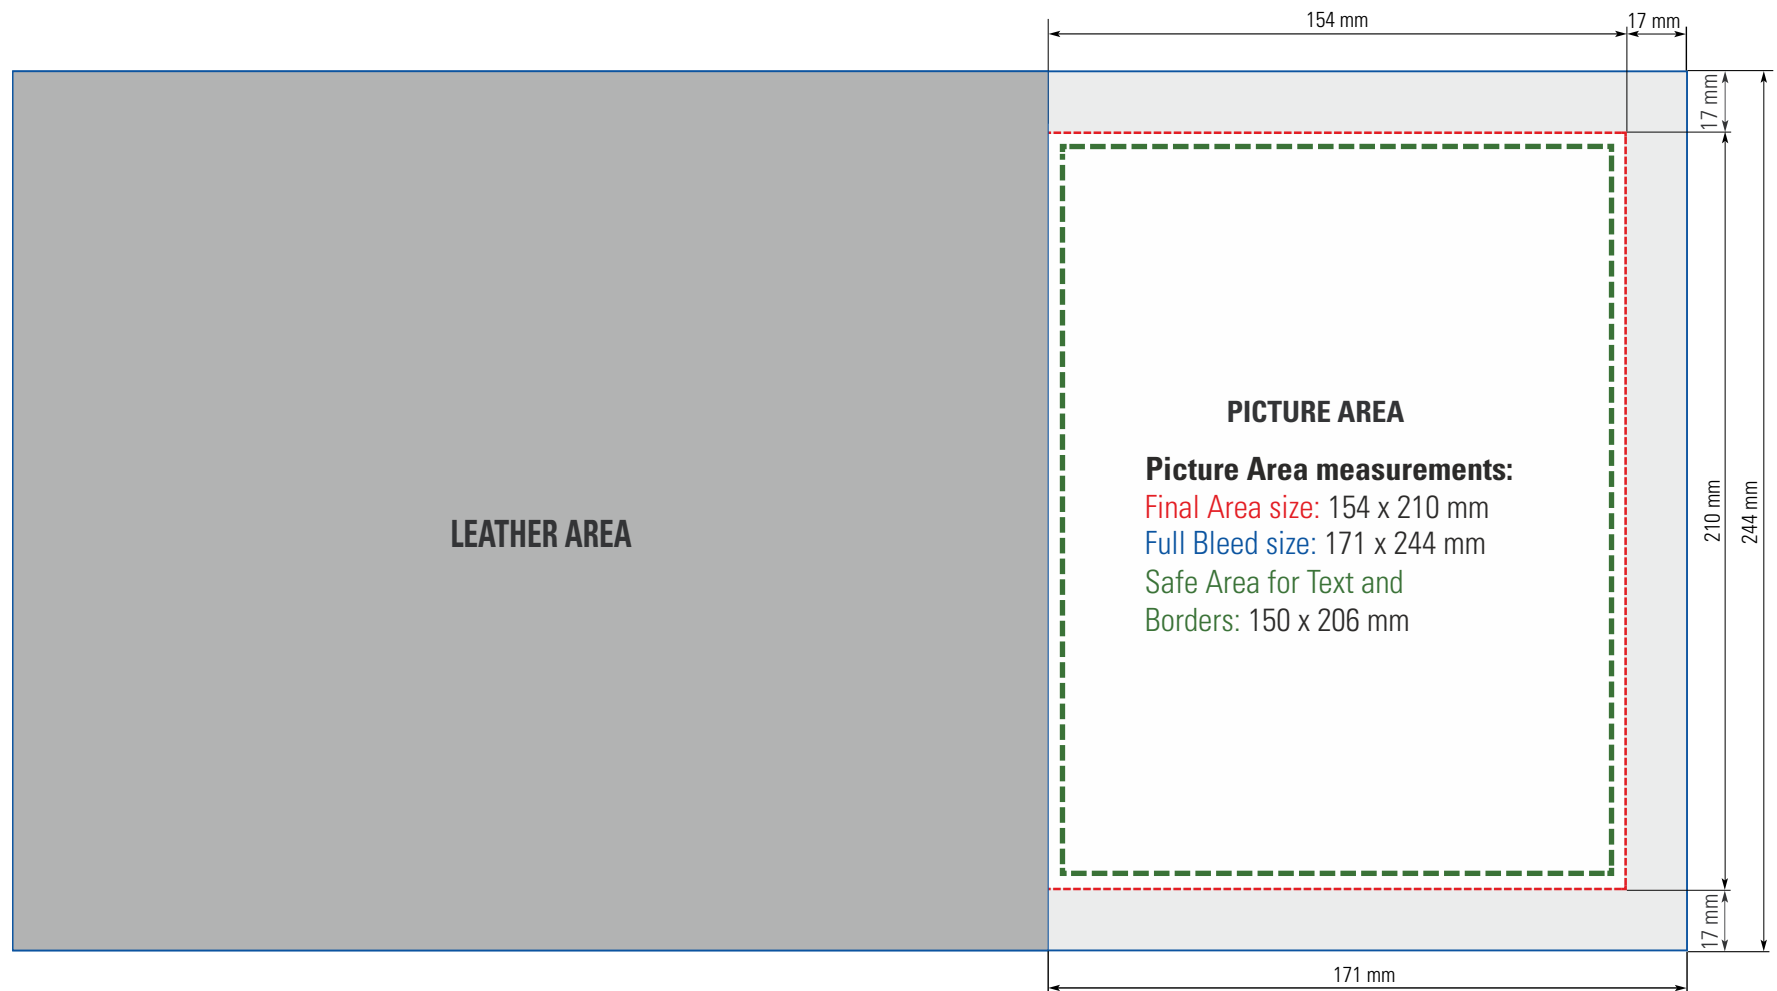 154 mm
17 mm
17 mm
LEATHER AREA
PICTURE AREA
Picture Area measurements:
Final Area size: 154 x 210 mm
Full Bleed size: 171 x 244 mm
Safe Area for Text and
Borders: 150 x 206 mm
210 mm
244 mm
17 mm
171 mm